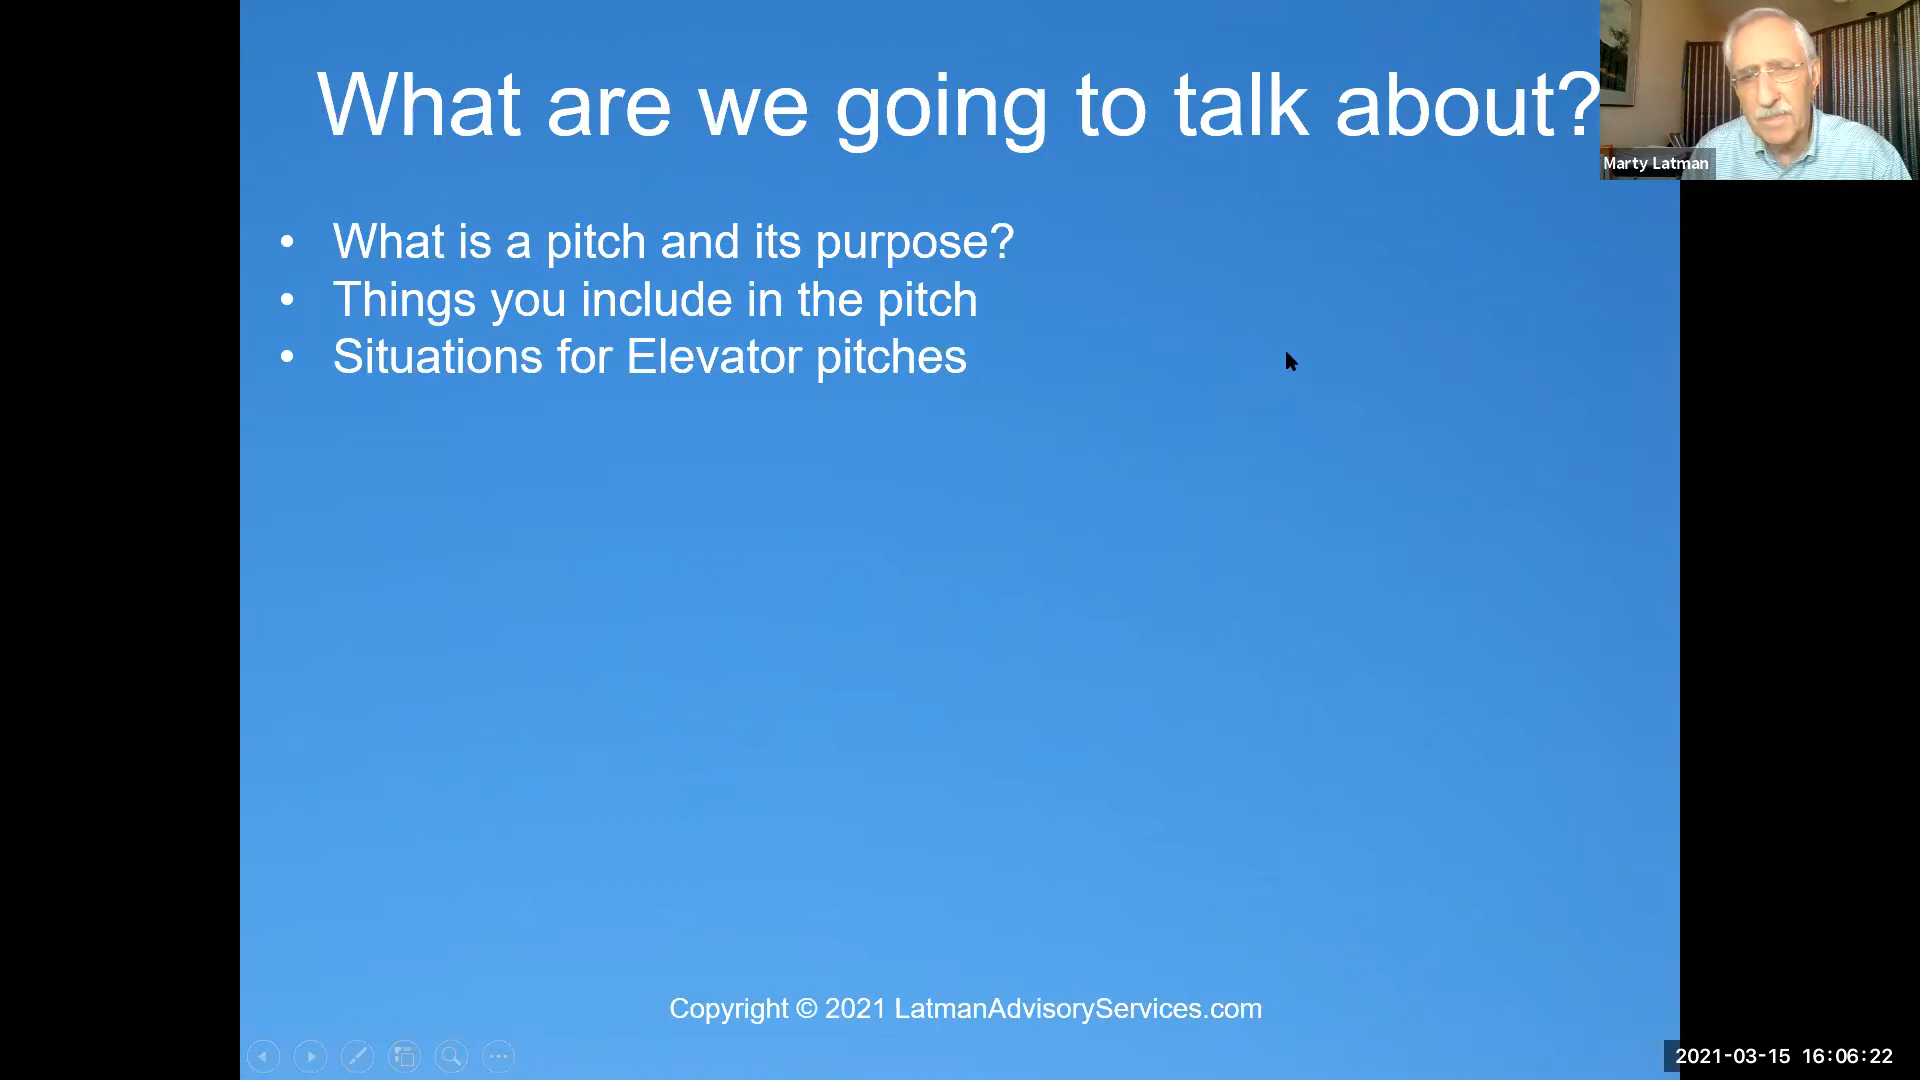 What are we going to talk about?
Marty Latman
• What is a pitch and its purpose?
• Things you include in the pitch
• Situations for Elevator pitches
Copyright © 2021 LatmanAdvisoryServices.com
2021-03-15 16:06:22